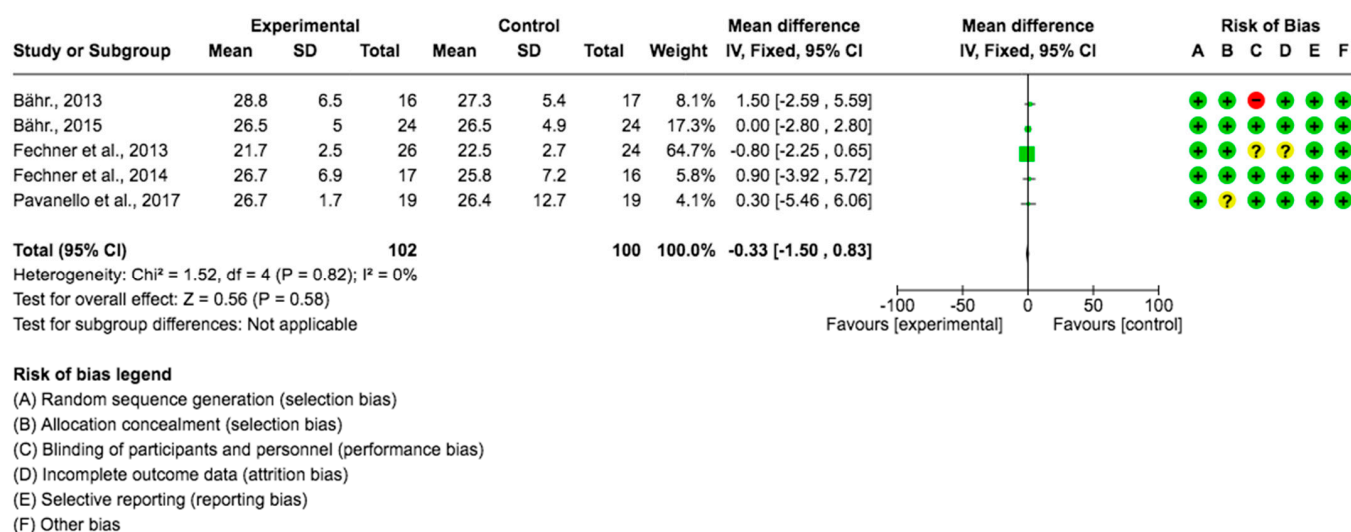 Experimental Control Mean difference Mean difference Risk of Bias
Study or Subgroup Mean SD Total Mean SD Total Weight IV, Fixed, 95% CI IV, Fixed, 95% CI A B C D E F
Bähr., 2013 28.8 6.5 16 27.3 5.4 17 8.1% 1.50 [-2.59 , 5.59] + + - + + +
Bähr., 2015 26.5 5 24 26.5 4.9 24 17.3% 0.00 [-2.80 , 2.80] + + + + + +
Fechner et al., 2013 21.7 2.5 26 22.5 2.7 24 64.7% -0.80 [-2.25 , 0.65] + + ? ? + +
Fechner et al., 2014 26.7 6.9 17 25.8 7.2 16 5.8% 0.90 [-3.92 , 5.72] + + + + + +
Pavanello et al., 2017 26.7 1.7 19 26.4 12.7 19 4.1% 0.30 [-5.46 , 6.06] + ? + + + +
Total (95% CI) 102 100 100.0% -0.33 [-1.50 , 0.83]
Heterogeneity: Chi² = 1.52, df = 4 (P = 0.82); I² = 0%
Test for overall effect: Z = 0.56 (P = 0.58)
-100 -50 0 50 100
Test for subgroup differences: Not applicable
Favours [experimental] Favours [control]
Risk of bias legend
(A) Random sequence generation (selection bias)
(B) Allocation concealment (selection bias)
(C) Blinding of participants and personnel (performance bias)
(D) Incomplete outcome data (attrition bias)
(E) Selective reporting (reporting bias)
(F) Other bias